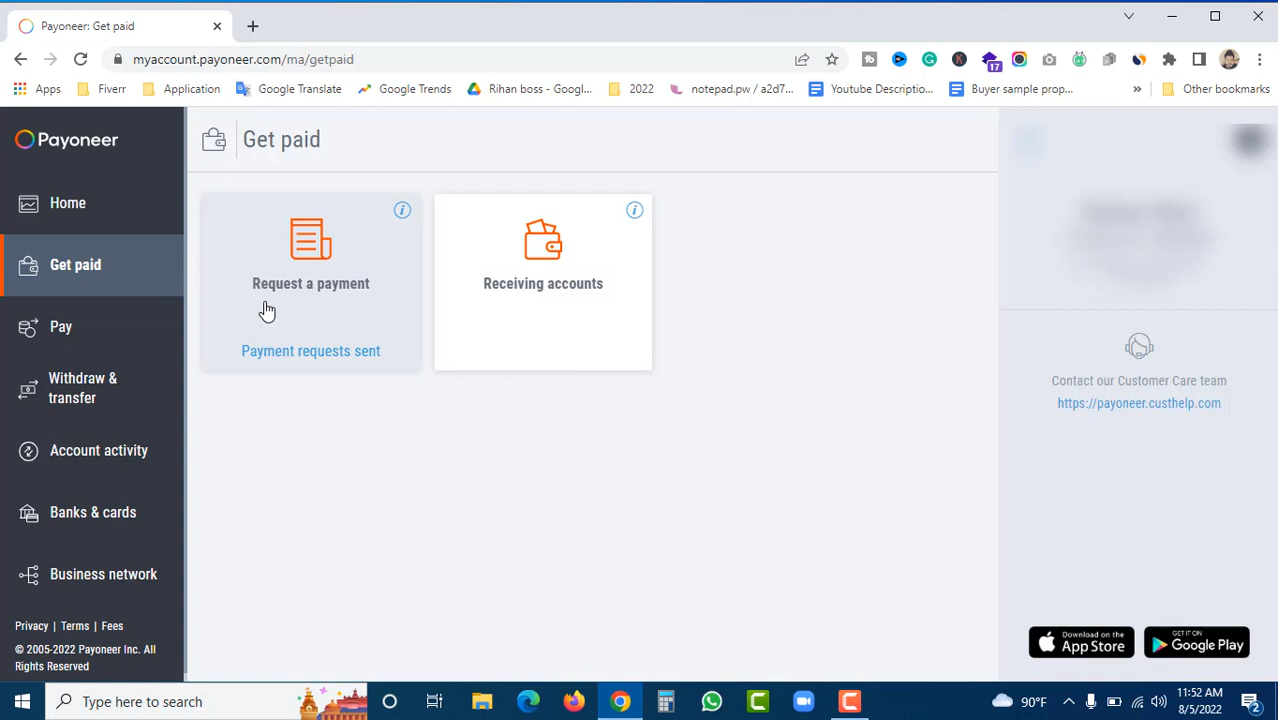 Payoneer: Get paid
myaccount.payoneer.com/ma/getpaid
17
Apps
Fiverr
Application
Google Translate
Google Trends
Rihan boss - Googl...
2022
notepad.pw / a2d7...
Youtube Descriptio...
Buyer sample prop...
»
Other bookmarks
Payoneer
Get paid
Home
Get paid
Pay
Withdraw &
transfer
Account activity
Banks & cards
Business network
Privacy | Terms | Fees
© 2005-2022 Payoneer Inc. All
Rights Reserved
Request a payment
Payment requests sent
Receiving accounts
Contact our Customer Care team
https://payoneer.custhelp.com
Download on the
App Store
GET IT ON
Google Play
Type here to search
90°F
11:52 AM
8/5/2022
2